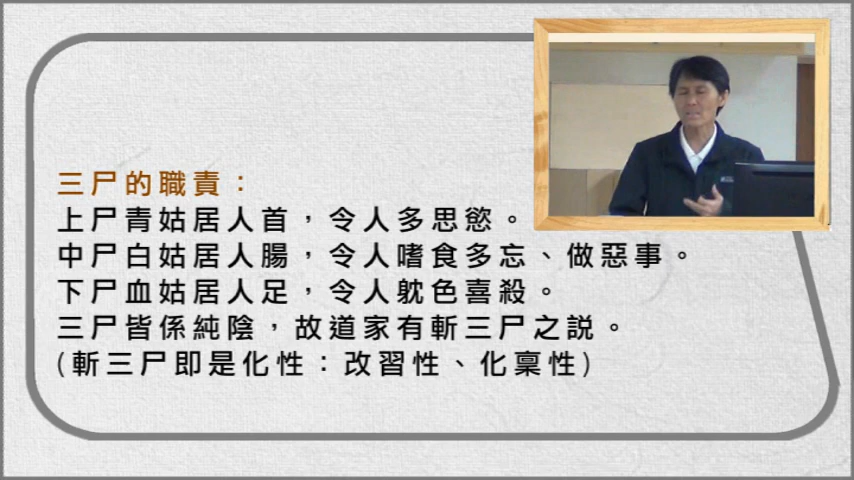 三尸的職責：
上尸青姑居人首，令人多思慾。
中尸白姑居人腸，令人嗜食多忘、做惡事。
下尸血姑居人足，令人躭色喜殺。
三尸皆係純陰，故道家有斬三尸之説。
(斬三尸即是化性：改習性、化稟性)